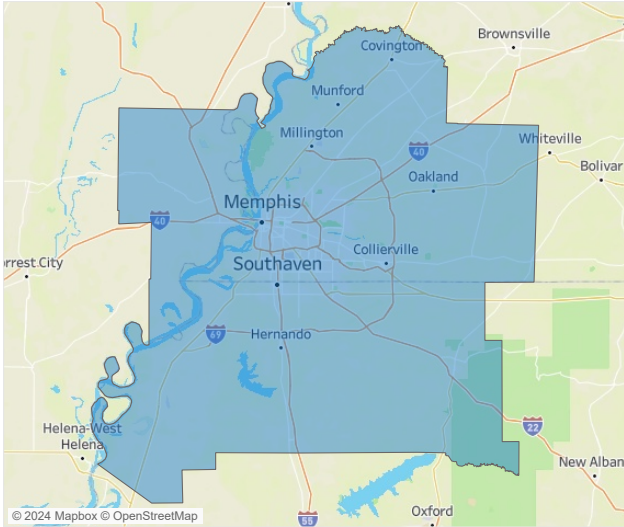 Covington
Brownsville
Munford
Millington
40
Whiteville
Bolivar
Oakland
Memphis
40
Collierville
rrest City
Southaven
69
Hernando
22
Helena-West
Helena
New Alban
© 2024 Mapbox © OpenStreetMap
55
Oxford